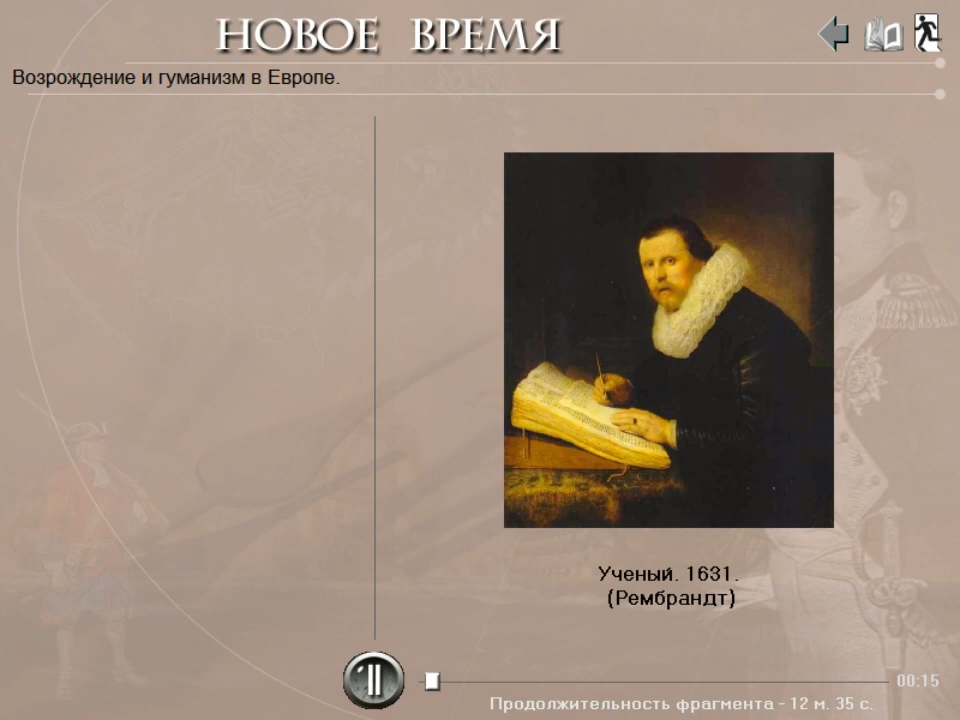 НОВОЕ ВРЕМЯ
Возрождение и гуманизм в Европе.
Ученый. 1631.
(Рембрандт)
00:15
Продолжительность фрагмента - 12 м. 35 с.